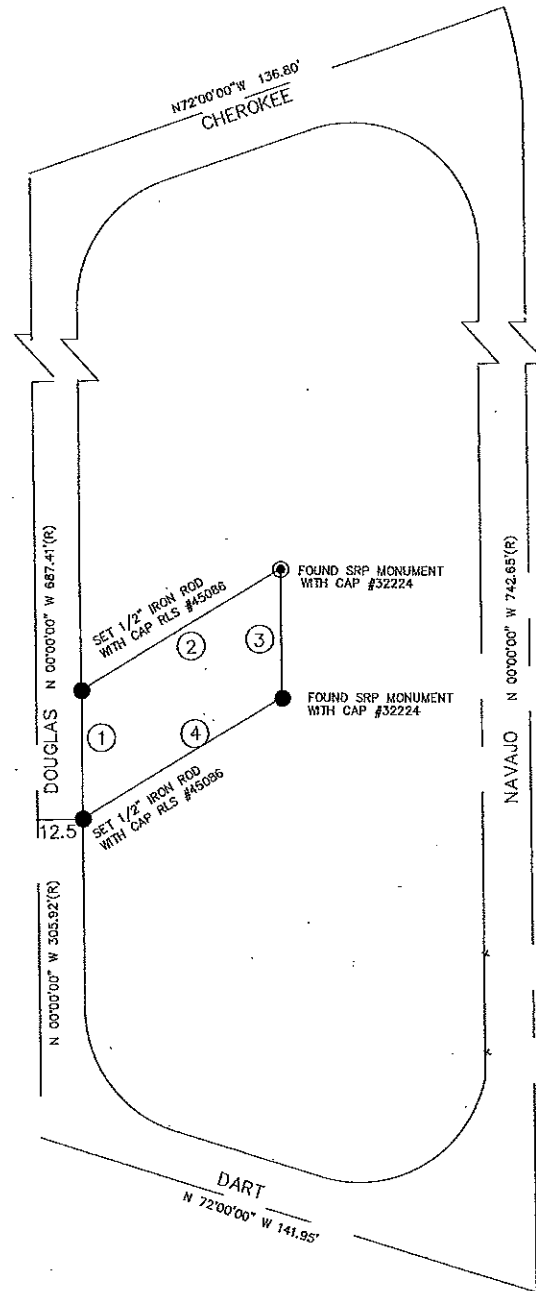 N72°00'00"W 136.80'
CHEROKEE
DOUGLAS N 00°00'00" W 687.41'(R)
NAVAJO N 00°00'00" W 742.65'(R)
SET 1/2" IRON ROD
WITH CAP RLS #45086
2
FOUND SRP MONUMENT
WITH CAP #32224
3
FOUND SRP MONUMENT
WITH CAP #32224
1
4
SET 1/2" IRON ROD
WITH CAP RLS #45086
12.5
N 00°00'00" W 305.92'(R)
DART
N 72°00'00" W 141.95'